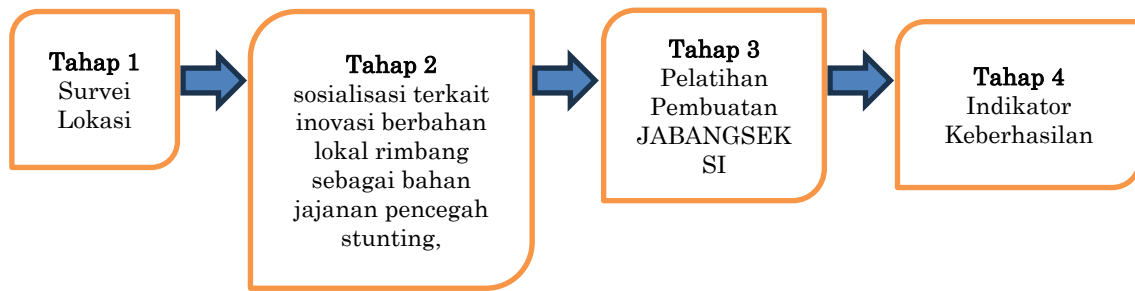 Tahap 1
Survei
Lokasi
Tahap 2
sosialisasi terkait
inovasi berbahan
lokal rimbang
sebagai bahan
jajanan pencegah
stunting,
Tahap 3
Pelatihan
Pembuatan
JABANGSEK
SI
Tahap 4
Indikator
Keberhasilan